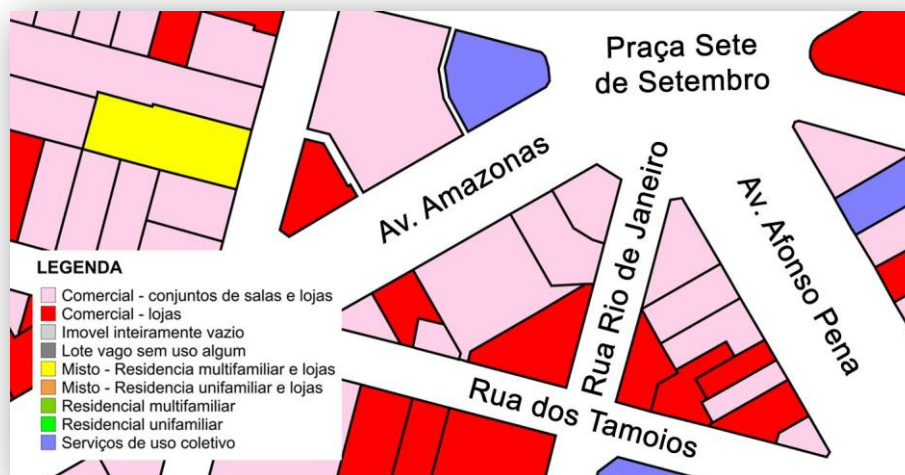 Praça Sete
de Setembro
Av. Amazonas
Rua Rio de Janeiro
Av. Afonso Pena
Rua dos Tamoios
LEGENDA
Comercial - conjuntos de salas e lojas
Comercial - lojas
Imovel inteiramente vazio
Lote vago sem uso algum
Misto - Residencia multifamiliar e lojas
Misto - Residencia unifamiliar e lojas
Residencial multifamiliar
Residencial unifamiliar
Serviços de uso coletivo